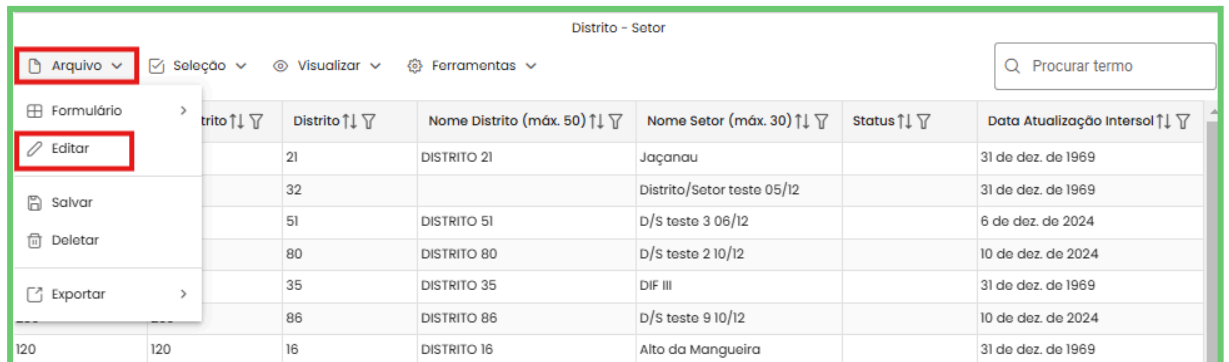 Distrito - Setor
Arquivo Seleção Visualizar Ferramentas Procurar termo
Formulário
Editar
Salvar
Deletar
Exportar
trito Distrito Nome Distrito (máx. 50) Nome Setor (máx. 30) Status Data Atualização Intersol
21 DISTRITO 21 Jaçanau 31 de dez. de 1969
32 Distrito/Setor teste 05/12 31 de dez. de 1969
51 DISTRITO 51 D/S teste 3 06/12 6 de dez. de 2024
80 DISTRITO 80 D/S teste 2 10/12 10 de dez. de 2024
35 DISTRITO 35 DIF III 31 de dez. de 1969
86 DISTRITO 86 D/S teste 9 10/12 10 de dez. de 2024
120 120 16 DISTRITO 16 Alto da Mangueira 31 de dez. de 1969